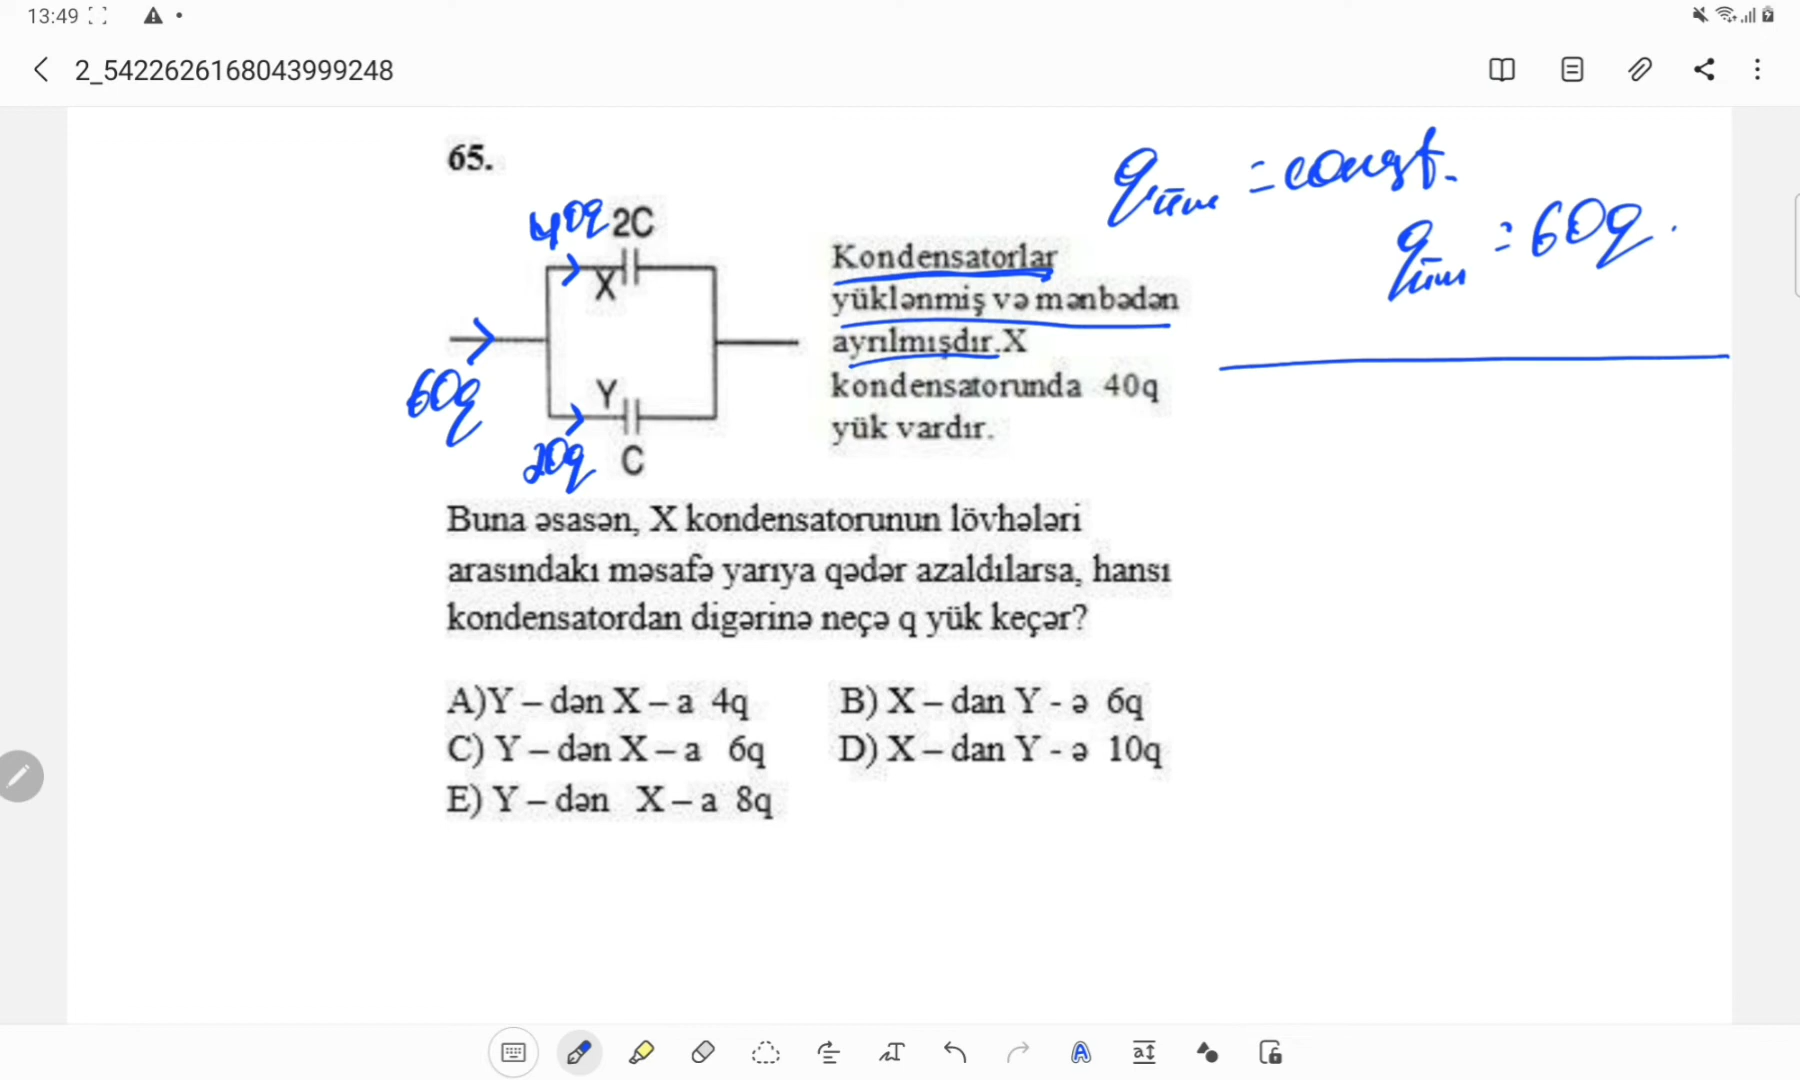 13:49
2_5422626168043999248
65.
q üm = const.
q üm = 60q.
40q 2C
X
60q
Y
20q C
Kondensatorlar
yüklənmiş və mənbədən
ayrılmışdır.X
kondensatorunda 40q
yük vardır.
Buna əsasən, X kondensatorunun lövhələri
arasındakı məsafə yarıya qədər azaldılarsa, hansı
kondensatordan digərinə neçə q yük keçər?
A)Y – dən X – a 4q B) X – dan Y - ə 6q
C) Y – dən X – a 6q D) X – dan Y - ə 10q
E) Y – dən X – a 8q